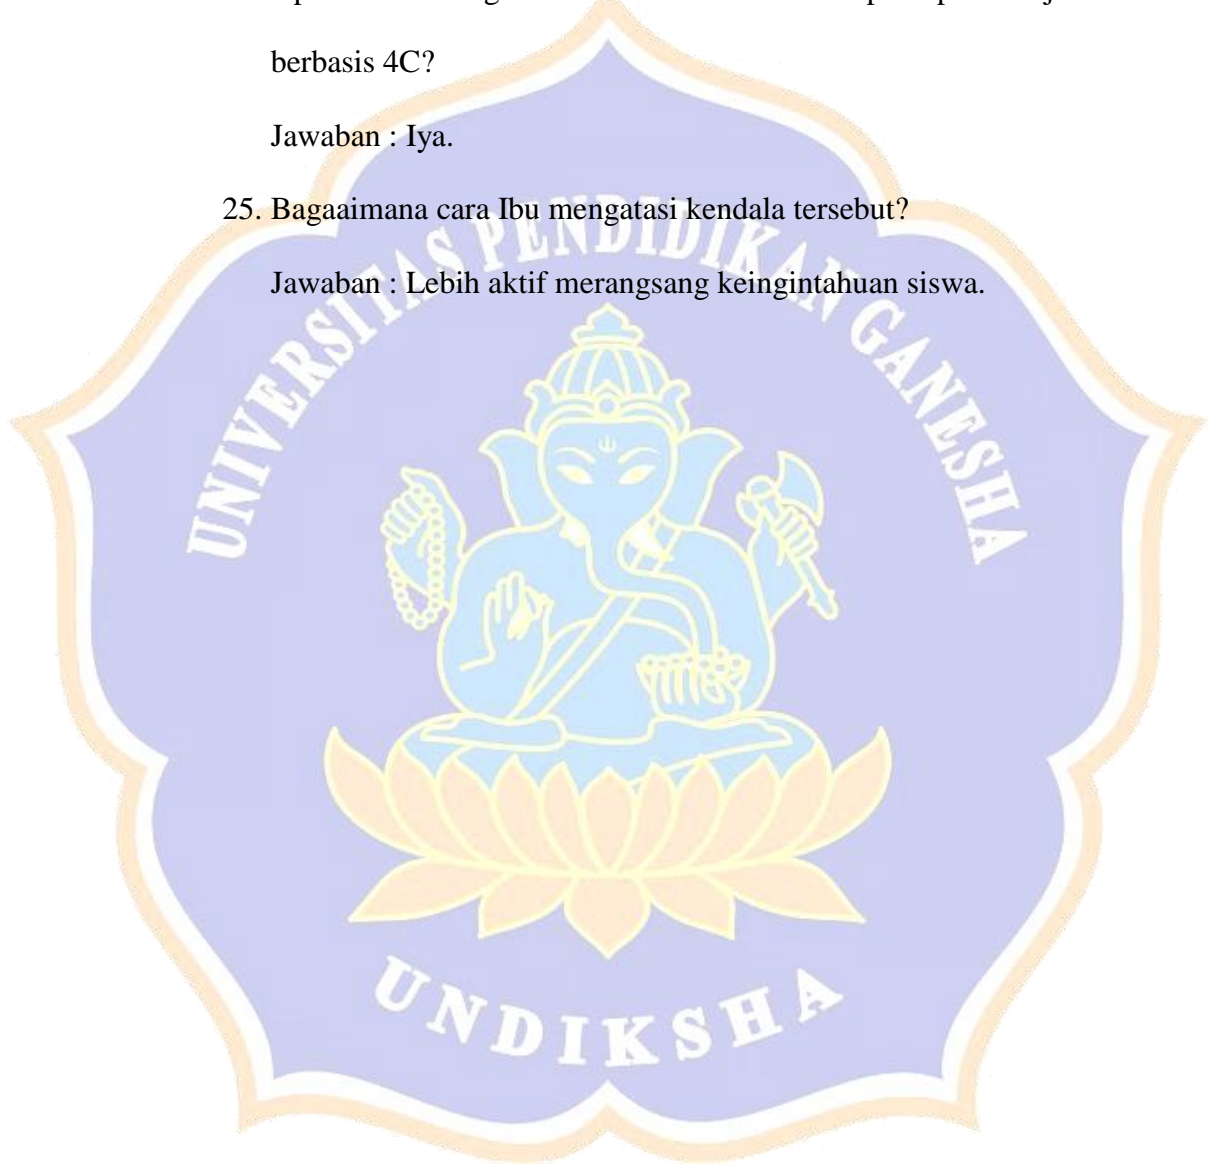 berbasis 4C?
Jawaban : Iya.
25. Bagaaimana cara Ibu mengatasi kendala tersebut?
Jawaban : Lebih aktif merangsang keingintahuan siswa.
UNIVERSITAS PENDIDIKAN GANESHA
UNDIKSHA